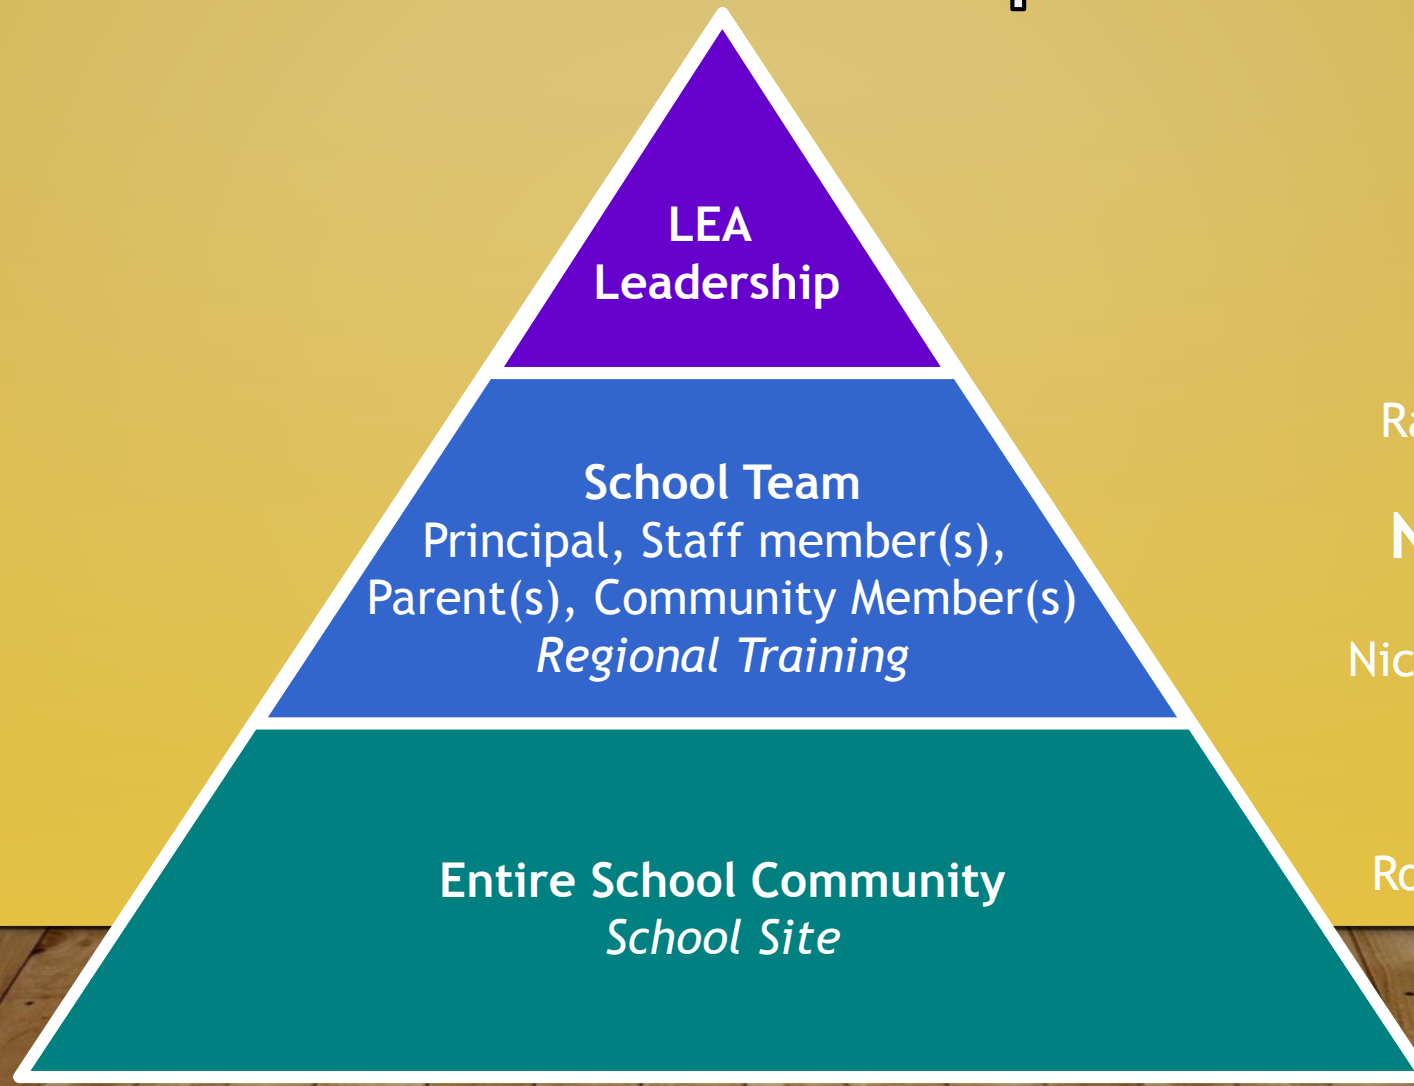 LEA
Leadership
School Team
Principal, Staff member(s),
Parent(s), Community Member(s)
Regional Training
Entire School Community
School Site